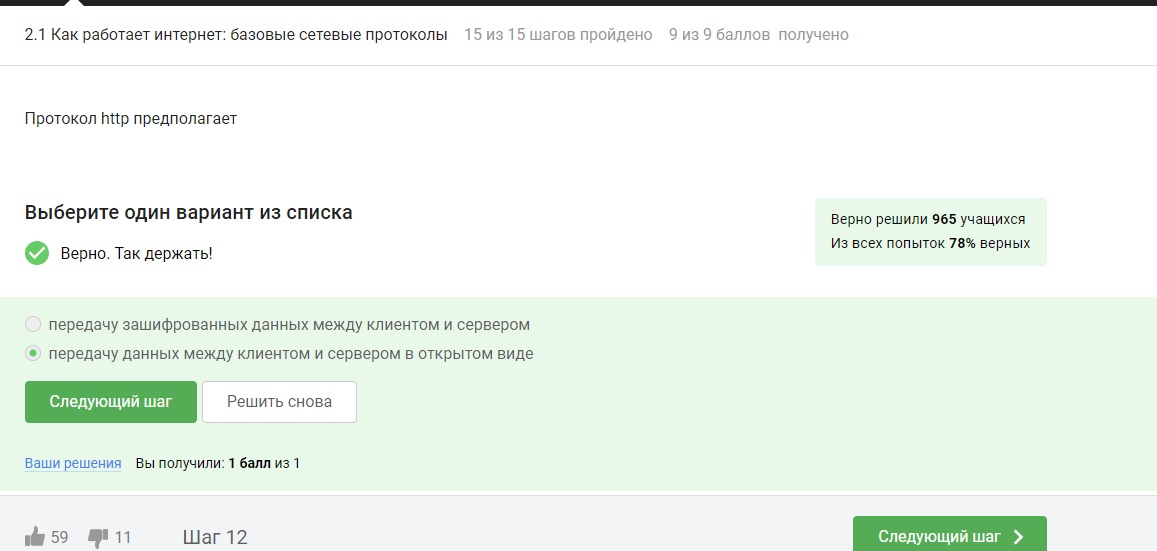 2.1 Как работает интернет: базовые сетевые протоколы 15 из 15 шагов пройдено 9 из 9 баллов получено
Протокол http предполагает
Выберите один вариант из списка
Верно. Так держать!
Верно решили 965 учащихся
Из всех попыток 78% верных
передачу зашифрованных данных между клиентом и сервером
передачу данных между клиентом и сервером в открытом виде
Следующий шаг Решить снова
Ваши решения Вы получили: 1 балл из 1
59 11 Шаг 12 Следующий шаг